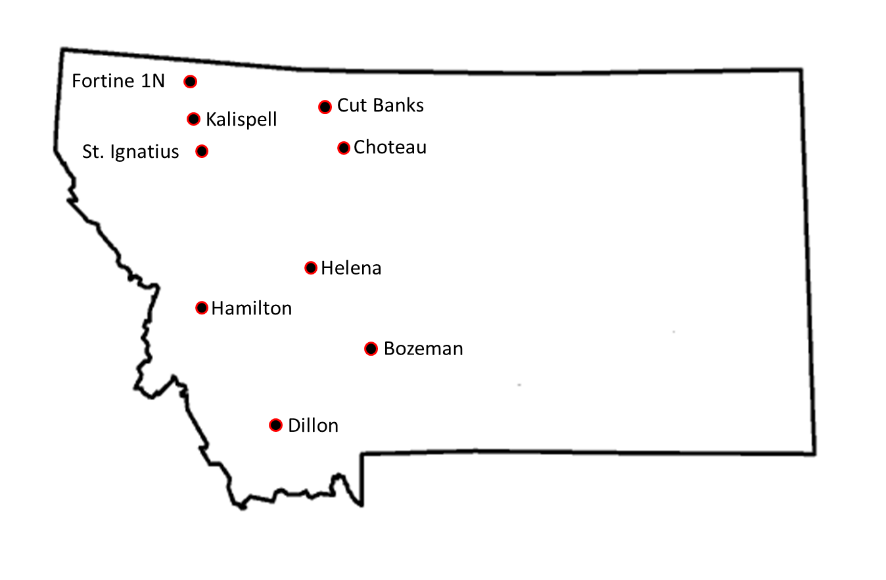 Fortine 1N
Cut Banks
Kalispell
Choteau
St. Ignatius
Helena
Hamilton
Bozeman
Dillon